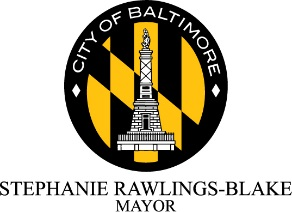 CITY OF BALTIMORE
STEPHANIE RAWLINGS-BLAKE
MAYOR